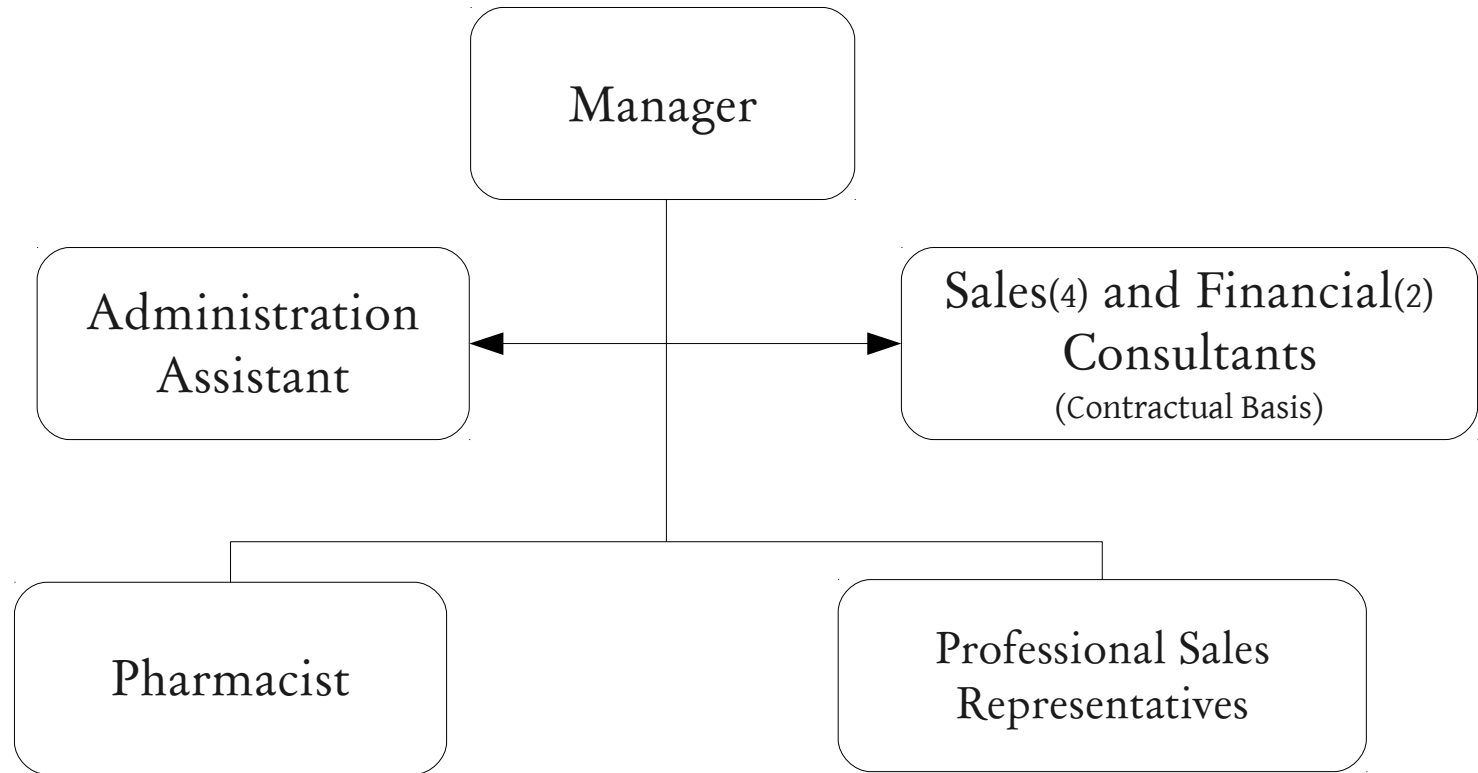 Manager
Administration
Assistant
Sales(4) and Financial(2)
Consultants
(Contractual Basis)
Pharmacist
Professional Sales
Representatives